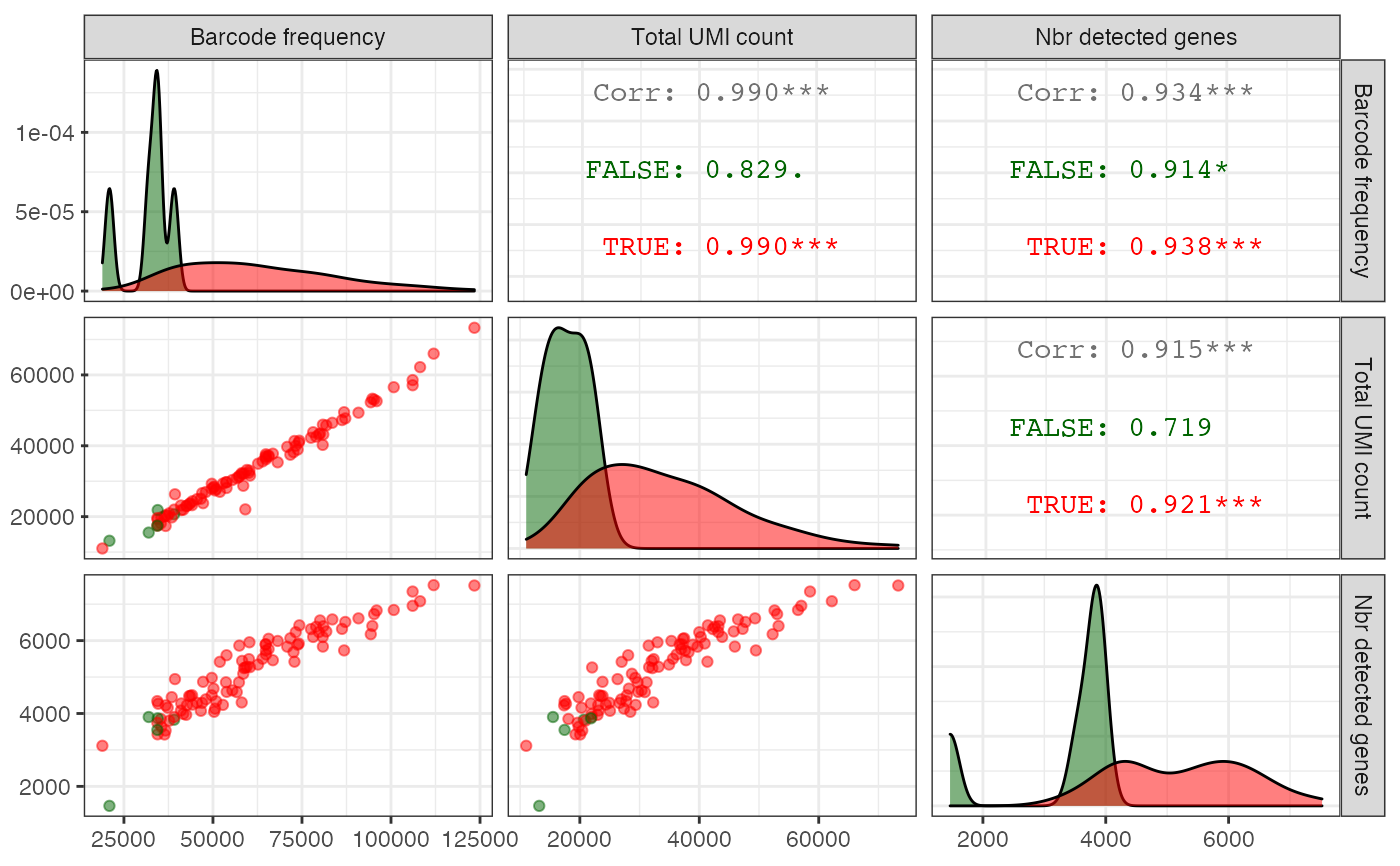 Barcode frequency
Total UMI count
Nbr detected genes
1e-04
5e-05
0e+00
Corr: 0.990***
FALSE: 0.829.
TRUE: 0.990***
Corr: 0.934***
FALSE: 0.914*
TRUE: 0.938***
Barcode frequency
60000
40000
20000
Corr: 0.915***
FALSE: 0.719
TRUE: 0.921***
Total UMI count
6000
4000
2000
Nbr detected genes
25000
50000
75000
100000
125000
20000
40000
60000
2000
4000
6000